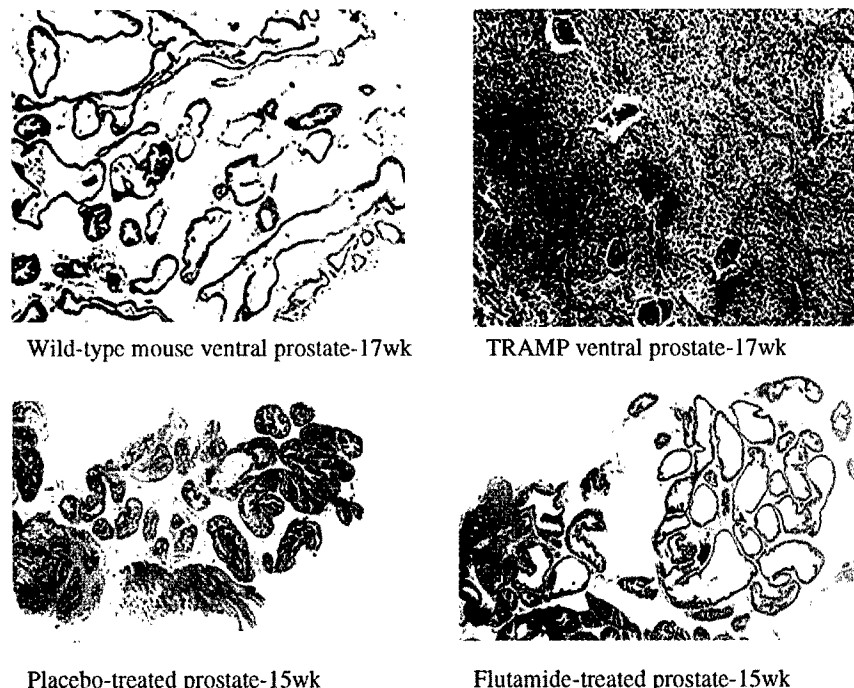 Wild-type mouse ventral prostate-17wk
TRAMP ventral prostate-17wk
Placebo-treated prostate-15wk
Flutamide-treated prostate-15wk